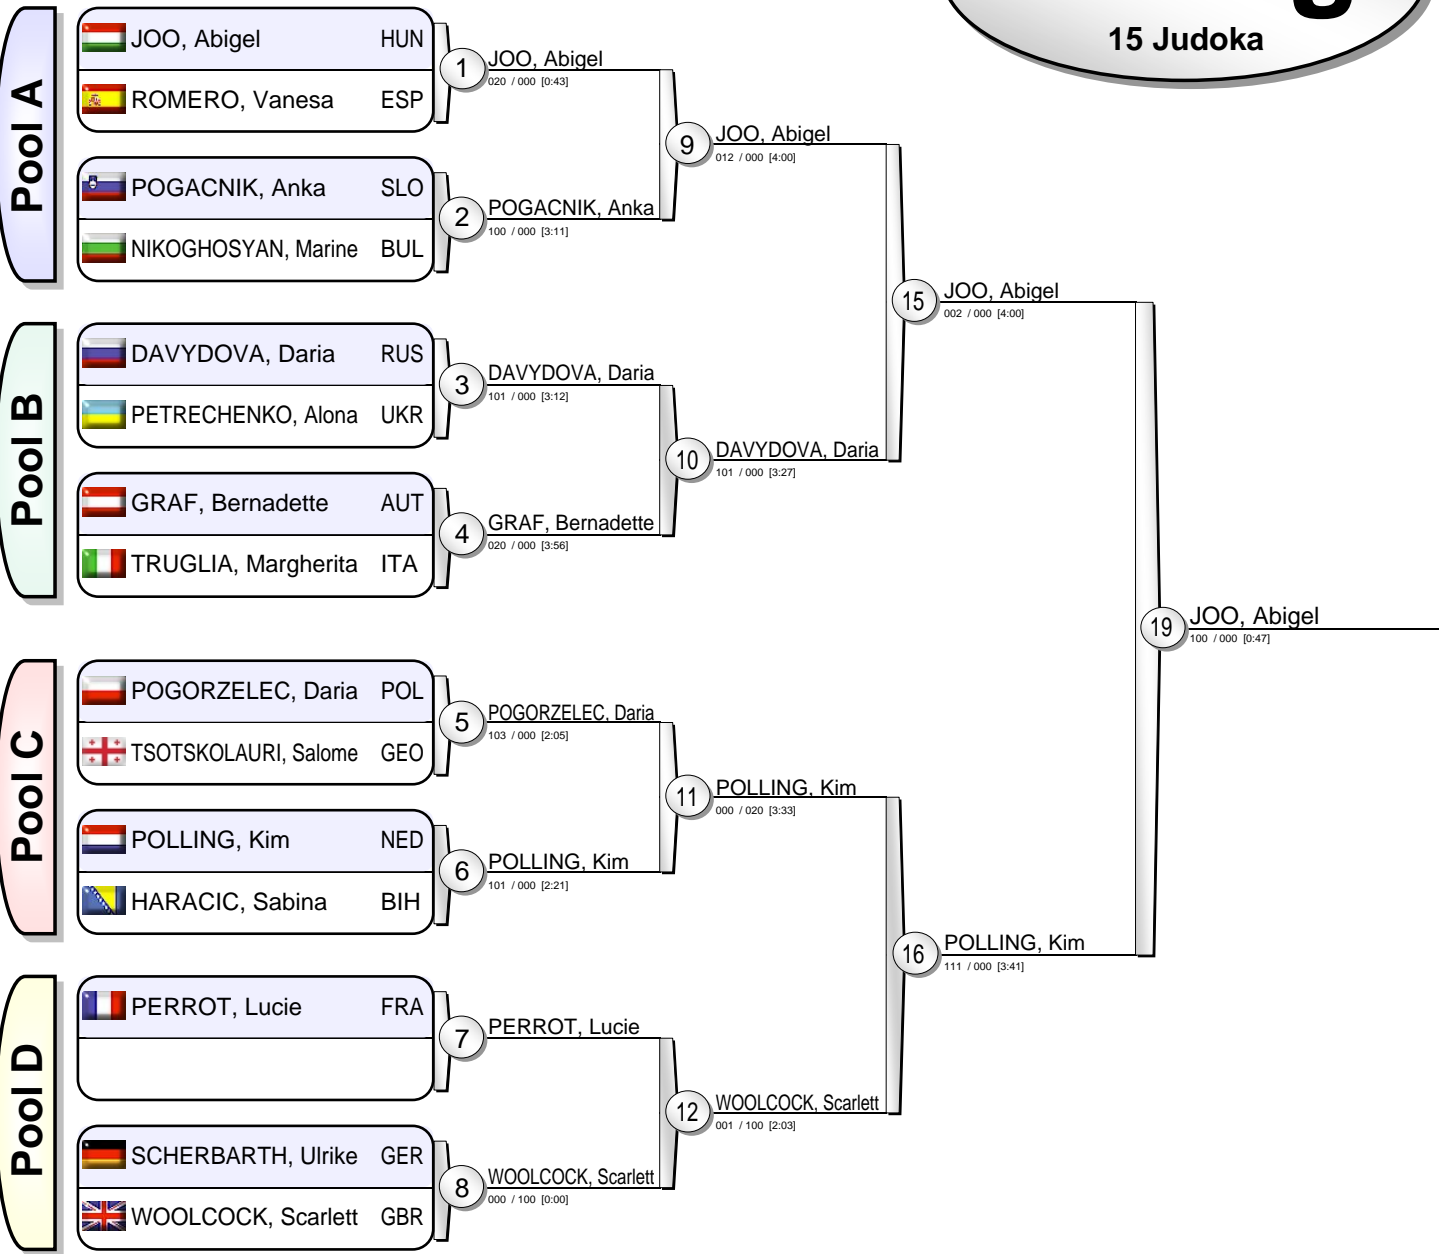 g
15 Judoka
Pool A
JOO, Abigel HUN
ROMERO, Vanesa ESP
POGACNIK, Anka SLO
NIKOGHOSYAN, Marine BUL
1
JOO, Abigel
020 / 000 [0:43]
2
POGACNIK, Anka
100 / 000 [3:11]
9
JOO, Abigel
012 / 000 [4:00]
Pool B
DAVYDOVA, Daria RUS
PETRECHENKO, Alona UKR
GRAF, Bernadette AUT
TRUGLIA, Margherita ITA
3
DAVYDOVA, Daria
101 / 000 [3:12]
4
GRAF, Bernadette
020 / 000 [3:56]
10
DAVYDOVA, Daria
101 / 000 [3:27]
15
JOO, Abigel
002 / 000 [4:00]
Pool C
POGORZELEC, Daria POL
TSOTSKOLAURI, Salome GEO
POLLING, Kim NED
HARACIC, Sabina BIH
5
POGORZELEC, Daria
103 / 000 [2:05]
6
POLLING, Kim
101 / 000 [2:21]
11
POLLING, Kim
000 / 020 [3:33]
Pool D
PERROT, Lucie FRA
SCHERBARTH, Ulrike GER
WOOLCOCK, Scarlett GBR
7
PERROT, Lucie
8
WOOLCOCK, Scarlett
000 / 100 [0:00]
12
WOOLCOCK, Scarlett
001 / 100 [2:03]
16
POLLING, Kim
111 / 000 [3:41]
19
JOO, Abigel
100 / 000 [0:47]